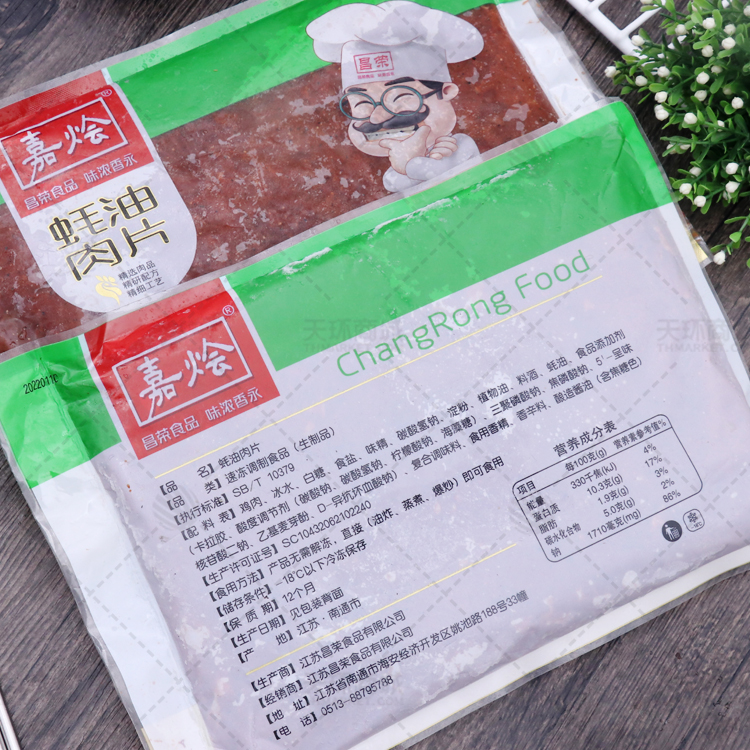 昌荣
嘉烩®
昌荣食品 味浓香永
蚝油
肉片
精选肉品
精研配方
精细工艺
嘉烩®
昌荣食品 味浓香永
ChangRong Food
【品 名】蚝油肉片
【品 类】速冻调制食品（生制品）
【执行标准】SB/T 10379
【配 料 表】鸡肉、冰水、白糖、食盐、味精、碳酸氢钠、淀粉、植物油、料酒、蚝油、食品添加剂
（卡拉胶、酸度调节剂（碳酸钠、碳酸氢钠、柠檬酸钠、海藻糖）、三聚磷酸钠、焦磷酸钠、5'-呈味
核苷酸二钠、乙基麦芽酚、D-异抗坏血酸钠）、复合调味料、食用香精、香辛料、酿造酱油（含焦糖色）
【生产许可证号】SC10432062102240
【食用方法】产品无需解冻，直接（油炸、蒸煮、爆炒）即可食用
【储存条件】-18℃以下冷冻保存
【保 质 期】12个月
【生产日期】见包装背面
【产 地】江苏·南通市
【生产商】江苏昌荣食品有限公司
【经销商】江苏昌荣食品有限公司
【地 址】江苏省南通市海安经济开发区姚池路188号33幢
【电 话】0513-88795788
营养成分表
项目 每100克(g) 营养素参考值%
能量 330千焦(kJ) 4%
蛋白质 10.3克(g) 17%
脂肪 1.9克(g) 3%
碳水化合物 5.0克(g) 2%
钠 1710毫克(mg) 86%